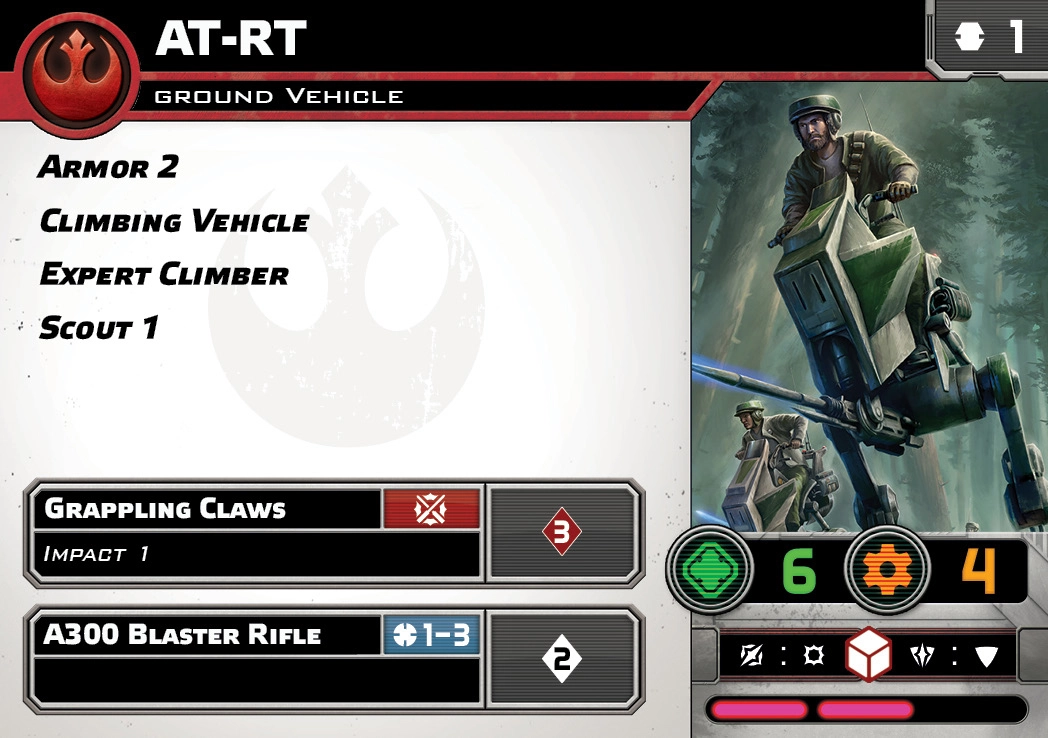 AT-RT
1
GROUND VEHICLE
ARMOR 2
CLIMBING VEHICLE
EXPERT CLIMBER
SCOUT 1
GRAPPLING CLAWS
3
IMPACT 1
6
4
A300 BLASTER RIFLE
1-3
2
: :